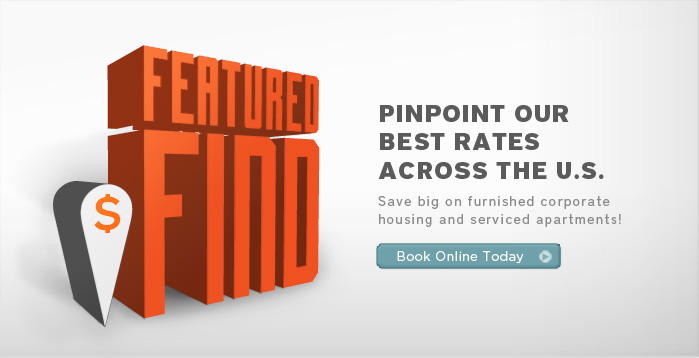 FEATURED
FIND
$
PINPOINT OUR
BEST RATES
ACROSS THE U.S.
Save big on furnished corporate
housing and serviced apartments!
Book Online Today